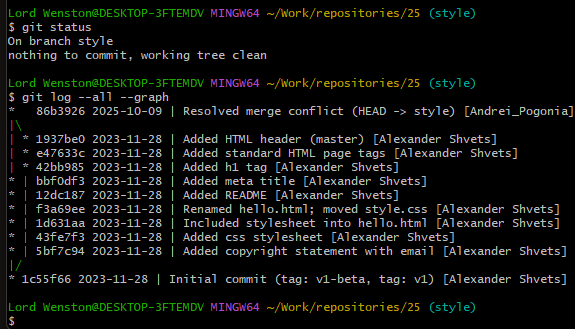 Lord Wenston@DESKTOP-3FTEMDV MINGW64 ~/Work/repositories/25 (style)
$ git status
On branch style
nothing to commit, working tree clean

Lord Wenston@DESKTOP-3FTEMDV MINGW64 ~/Work/repositories/25 (style)
$ git log --all --graph
*   86b3926 2025-10-09 | Resolved merge conflict (HEAD -> style) [Andrei_Pogonia]
|\
| * 1937be0 2023-11-28 | Added HTML header (master) [Alexander Shvets]
| * e47633c 2023-11-28 | Added standard HTML page tags [Alexander Shvets]
| * 42bb985 2023-11-28 | Added h1 tag [Alexander Shvets]
* | bbf0df3 2023-11-28 | Added meta title [Alexander Shvets]
* | 12dc187 2023-11-28 | Added README [Alexander Shvets]
* | f3a69ee 2023-11-28 | Renamed hello.html; moved style.css [Alexander Shvets]
* | 1d631aa 2023-11-28 | Included stylesheet into hello.html [Alexander Shvets]
* | 43fe7f3 2023-11-28 | Added css stylesheet [Alexander Shvets]
* | 5bf7c94 2023-11-28 | Added copyright statement with email [Alexander Shvets]
|/
* 1c55f66 2023-11-28 | Initial commit (tag: v1-beta, tag: v1) [Alexander Shvets]

Lord Wenston@DESKTOP-3FTEMDV MINGW64 ~/Work/repositories/25 (style)
$